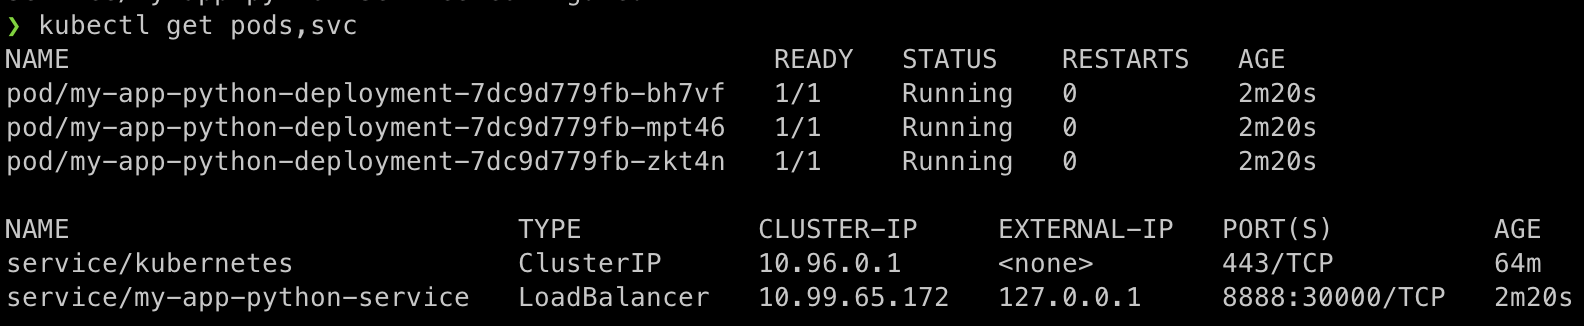 ❯ kubectl get pods,svc
NAME READY STATUS RESTARTS AGE
pod/my-app-python-deployment-7dc9d779fb-bh7vf 1/1 Running 0 2m20s
pod/my-app-python-deployment-7dc9d779fb-mpt46 1/1 Running 0 2m20s
pod/my-app-python-deployment-7dc9d779fb-zkt4n 1/1 Running 0 2m20s
NAME TYPE CLUSTER-IP EXTERNAL-IP PORT(S) AGE
service/kubernetes ClusterIP 10.96.0.1 <none> 443/TCP 64m
service/my-app-python-service LoadBalancer 10.99.65.172 127.0.0.1 8888:30000/TCP 2m20s